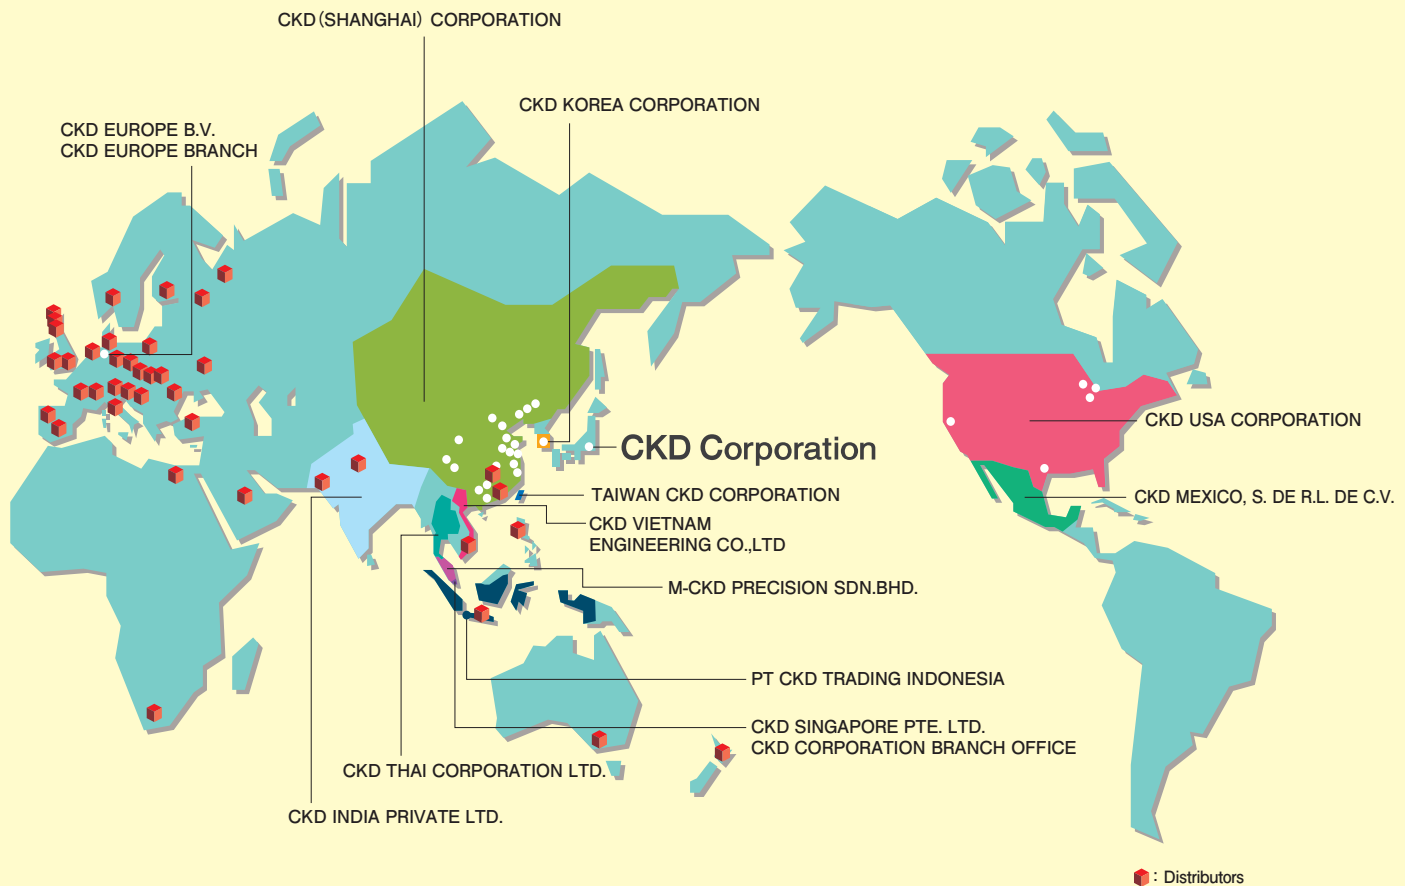 CKD(SHANGHAI) CORPORATION
CKD KOREA CORPORATION
CKD EUROPE B.V.
CKD EUROPE BRANCH
CKD USA CORPORATION
CKD Corporation
TAIWAN CKD CORPORATION
CKD MEXICO, S. DE R.L. DE C.V.
CKD VIETNAM
ENGINEERING CO.,LTD
M-CKD PRECISION SDN.BHD.
PT CKD TRADING INDONESIA
CKD SINGAPORE PTE. LTD.
CKD CORPORATION BRANCH OFFICE
CKD THAI CORPORATION LTD.
CKD INDIA PRIVATE LTD.
: Distributors